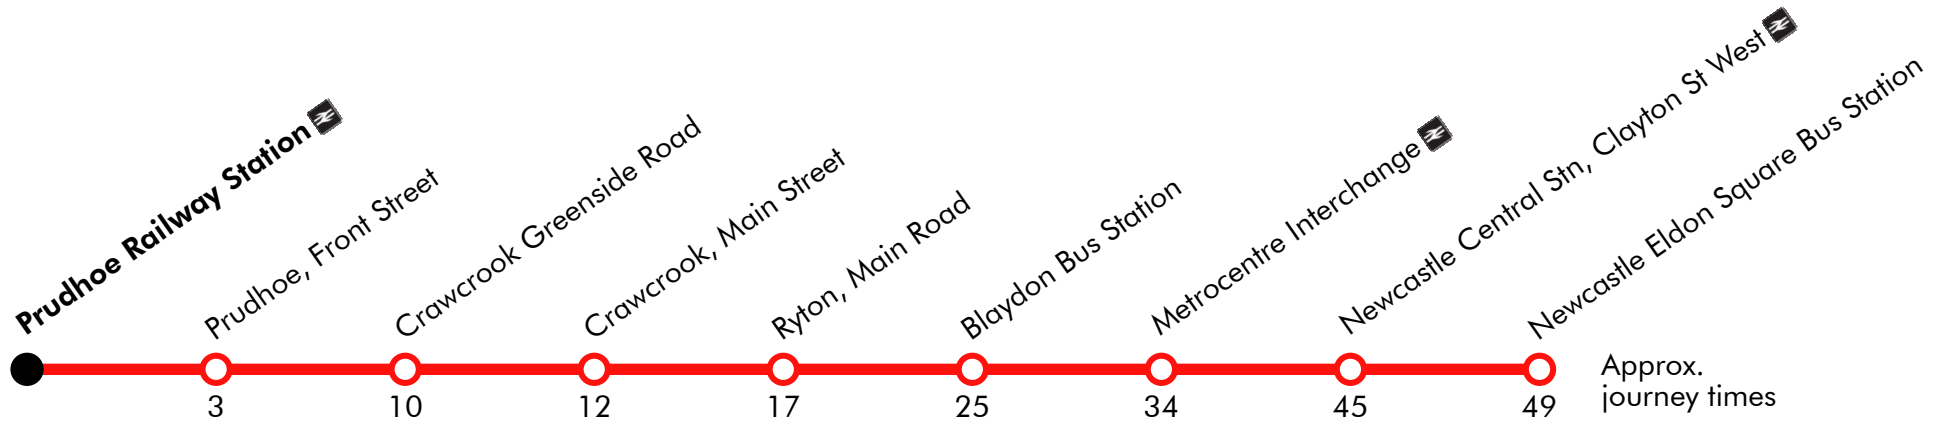 Prudhoe Railway Station
Prudhoe, Front Street
Crawcrook Greenside Road
Crawcrook, Main Street
Ryton, Main Road
Blaydon Bus Station
Metrocentre Interchange
Newcastle Central Stn, Clayton St West
Newcastle Eldon Square Bus Station
3
10
12
17
25
34
45
49
Approx.
journey times